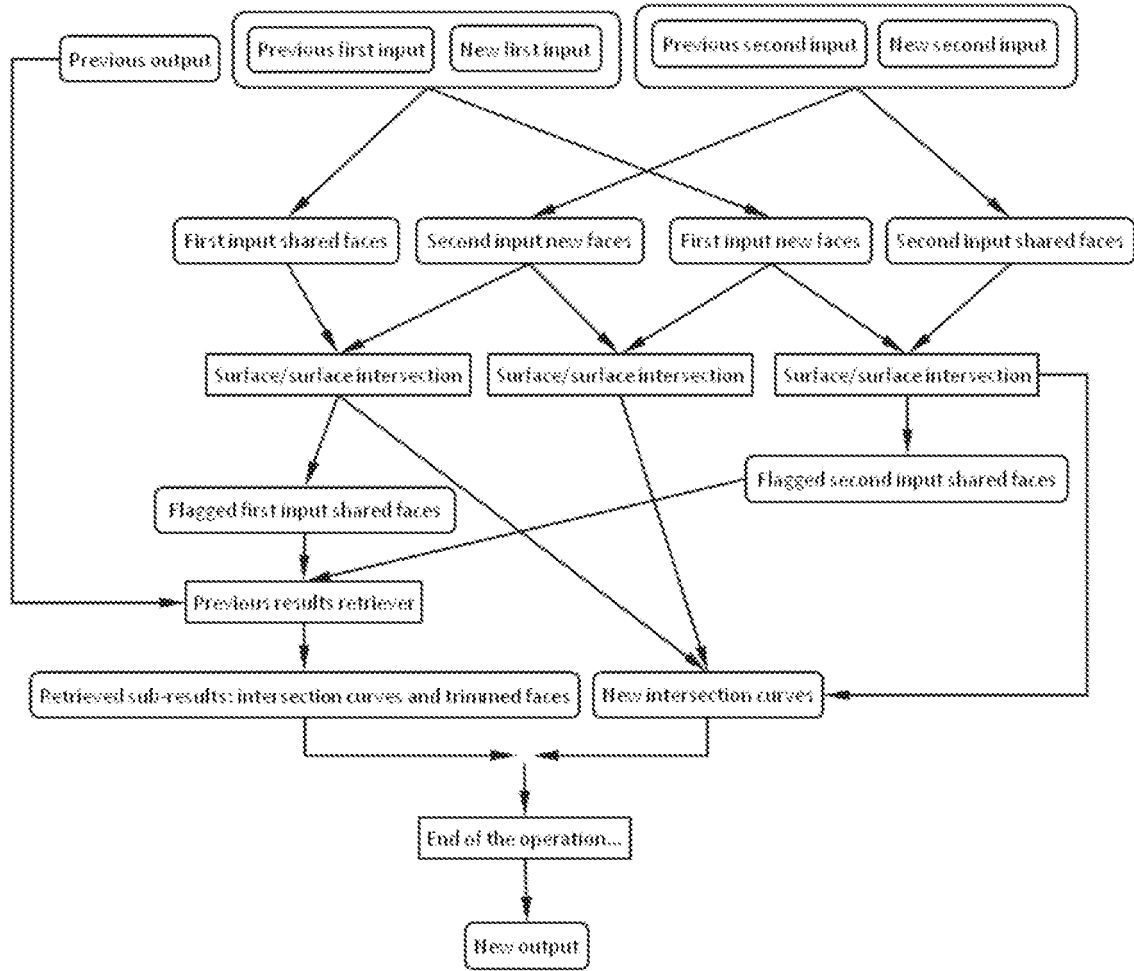 Previous output
Previous first input
New first input
Previous second input
New second input
First input shared faces
Second input new faces
First input new faces
Second input shared faces
Surface/surface intersection
Surface/surface intersection
Surface/surface intersection
Flagged second input shared faces
Flagged first input shared faces
Previous results retriever
Retrieved sub-results: intersection curves and trimmed faces
New intersection curves
End of the operation...
New output